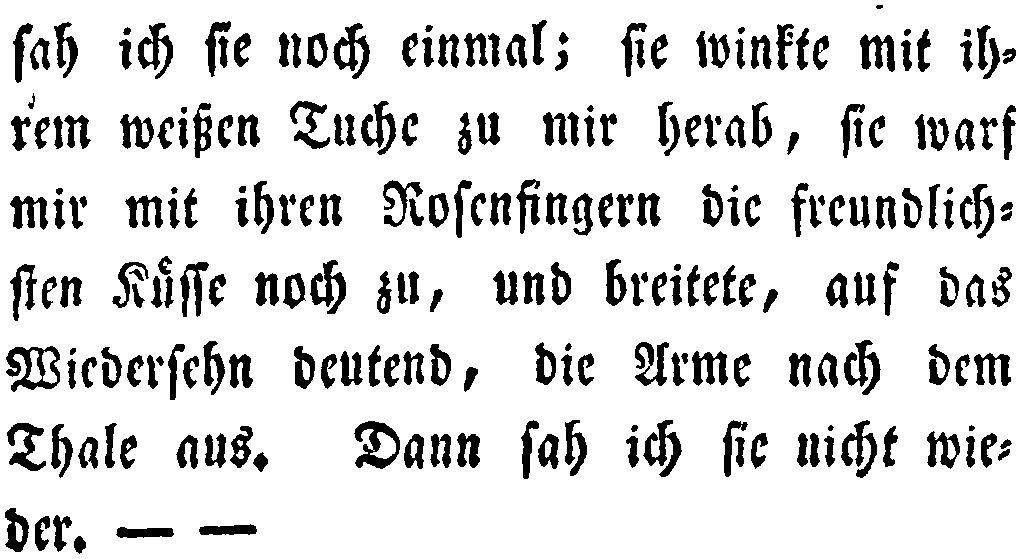 ſah ich ſie noch einmal; ſie winkte mit ih⸗
rem weißen Tuche zu mir herab, ſie warf
mir mit ihren Roſenfingern die freundlich⸗
ſten Kuͤſſe noch zu, und breitete, auf das
Wiederſehn deutend, die Arme nach dem
Thale aus. Dann ſah ich ſie nicht wie⸗
der. — —